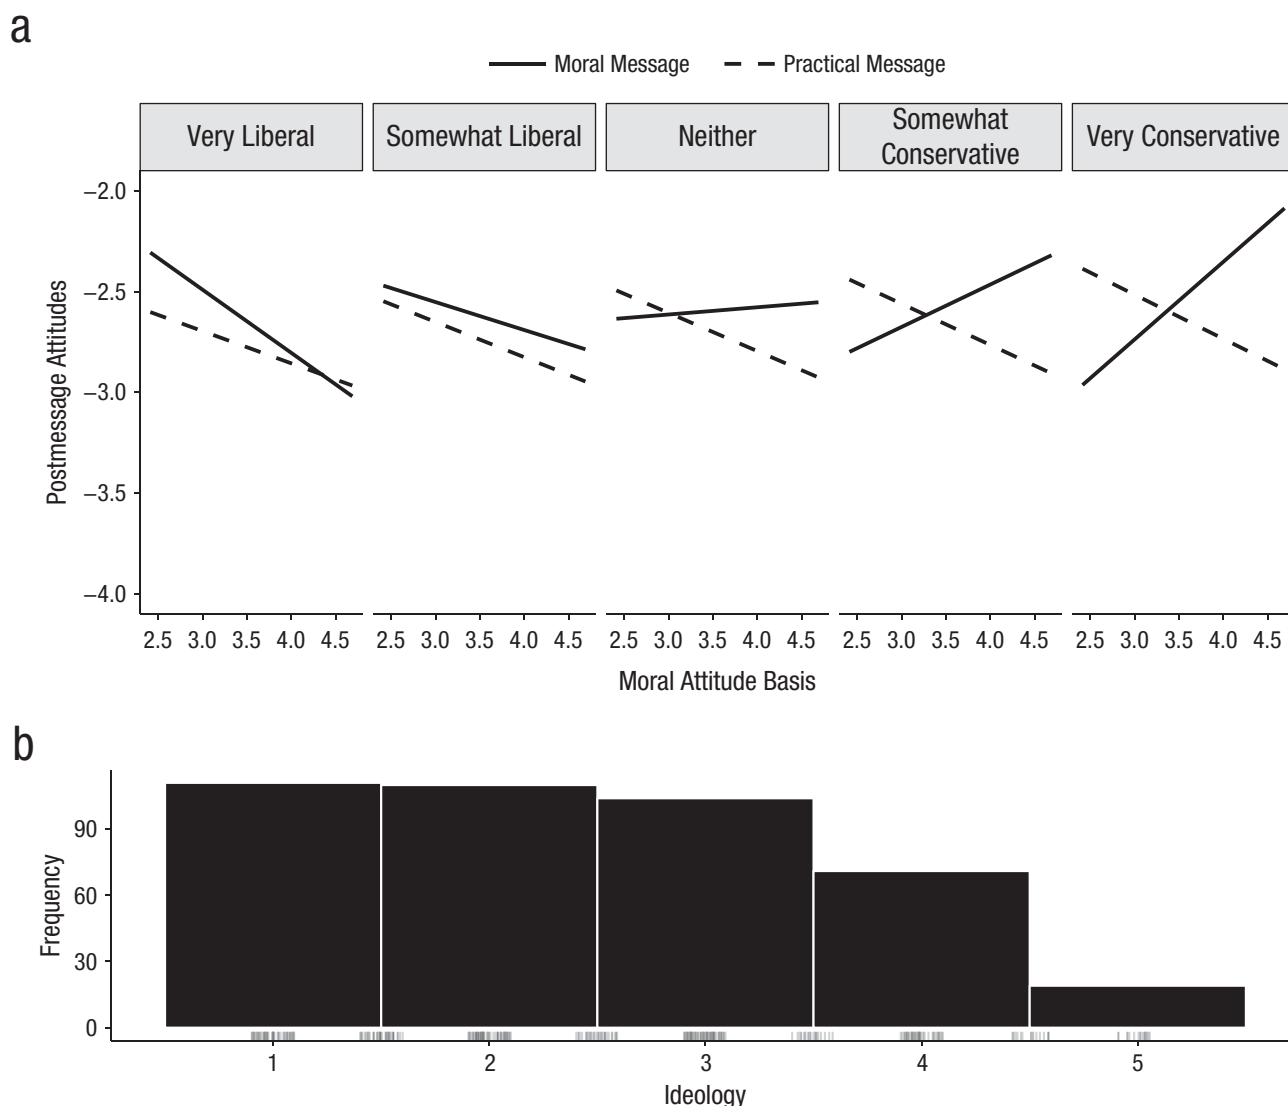 a
Moral Message Practical Message
Very Liberal Somewhat Liberal Neither Somewhat Conservative Very Conservative
−2.0
−2.5
−3.0
−3.5
−4.0
Postmessage Attitudes
2.5 3.0 3.5 4.0 4.5 2.5 3.0 3.5 4.0 4.5 2.5 3.0 3.5 4.0 4.5 2.5 3.0 3.5 4.0 4.5 2.5 3.0 3.5 4.0 4.5
Moral Attitude Basis
b
90
60
30
0
Frequency
1 2 3 4 5
Ideology